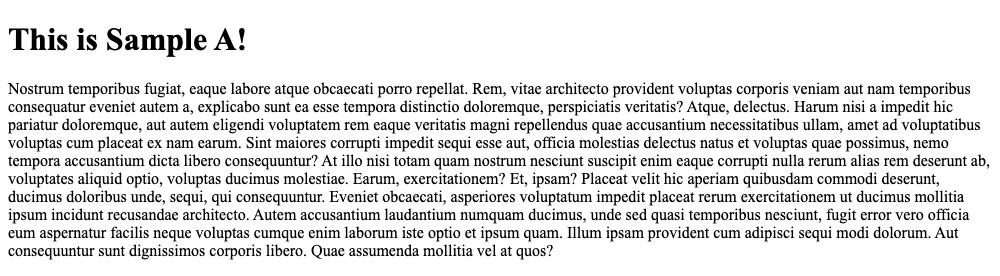 This is Sample A!
Nostrum temporibus fugiat, eaque labore atque obcaecati porro repellat. Rem, vitae architecto provident voluptas corporis veniam aut nam temporibus
consequatur eveniet autem a, explicabo sunt ea esse tempora distinctio doloremque, perspiciatis veritatis? Atque, delectus. Harum nisi a impedit hic
pariatur doloremque, aut autem eligendi voluptatem rem eaque veritatis magni repellendus quae accusantium necessitatibus ullam, amet ad voluptatibus
voluptas cum placeat ex nam earum. Sint maiores corrupti impedit sequi esse aut, officia molestias delectus natus et voluptas quae possimus, nemo
tempora accusantium dicta libero consequuntur? At illo nisi totam quam nostrum nesciunt suscipit enim eaque corrupti nulla rerum alias rem deserunt ab,
voluptates aliquid optio, voluptas ducimus molestiae. Earum, exercitationem? Et, ipsam? Placeat velit hic aperiam quibusdam commodi deserunt,
ducimus doloribus unde, sequi, qui consequuntur. Eveniet obcaecati, asperiores voluptatum impedit placeat rerum exercitationem ut ducimus mollitia
ipsum incidunt recusandae architecto. Autem accusantium laudantium numquam ducimus, unde sed quasi temporibus nesciunt, fugit error vero officia
eum aspernatur facilis neque voluptas cumque enim laborum iste optio et ipsum quam. Illum ipsam provident cum adipisci sequi modi dolorum. Aut
consequuntur sunt dignissimos corporis libero. Quae assumenda mollitia vel at quos?